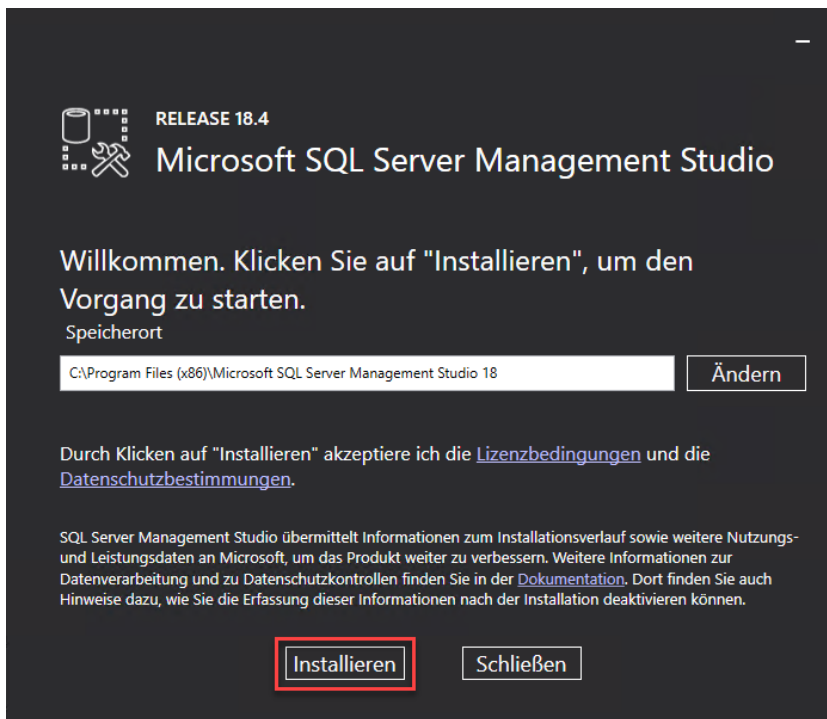 RELEASE 18.4
Microsoft SQL Server Management Studio
Willkommen. Klicken Sie auf "Installieren", um den
Vorgang zu starten.
Speicherort
C:\Program Files (x86)\Microsoft SQL Server Management Studio 18
Ändern
Durch Klicken auf "Installieren" akzeptiere ich die Lizenzbedingungen und die
Datenschutzbestimmungen.
SQL Server Management Studio übermittelt Informationen zum Installationsverlauf sowie weitere Nutzungs-
und Leistungsdaten an Microsoft, um das Produkt weiter zu verbessern. Weitere Informationen zur
Datenverarbeitung und zu Datenschutzkontrollen finden Sie in der Dokumentation. Dort finden Sie auch
Hinweise dazu, wie Sie die Erfassung dieser Informationen nach der Installation deaktivieren können.
Installieren
Schließen